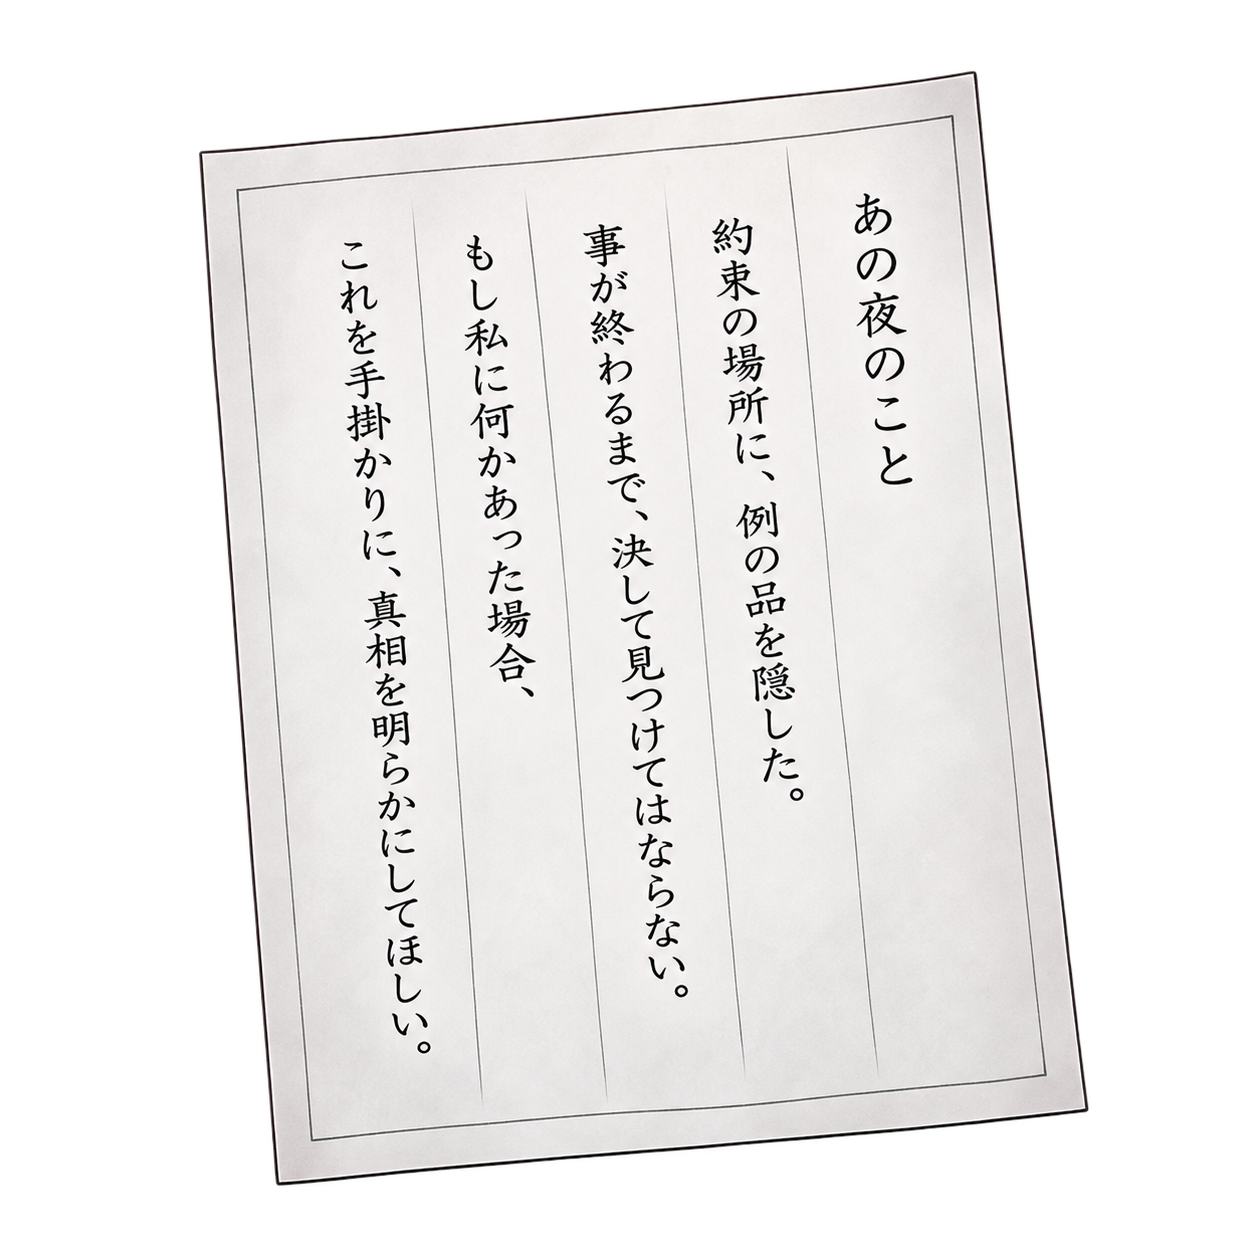 あの夜のこと
約束の場所に、例の品を隠した。
事が終わるまで、決して見つけてはならない。
もし私に何かあった場合、
これを手掛かりに、真相を明らかにしてほしい。